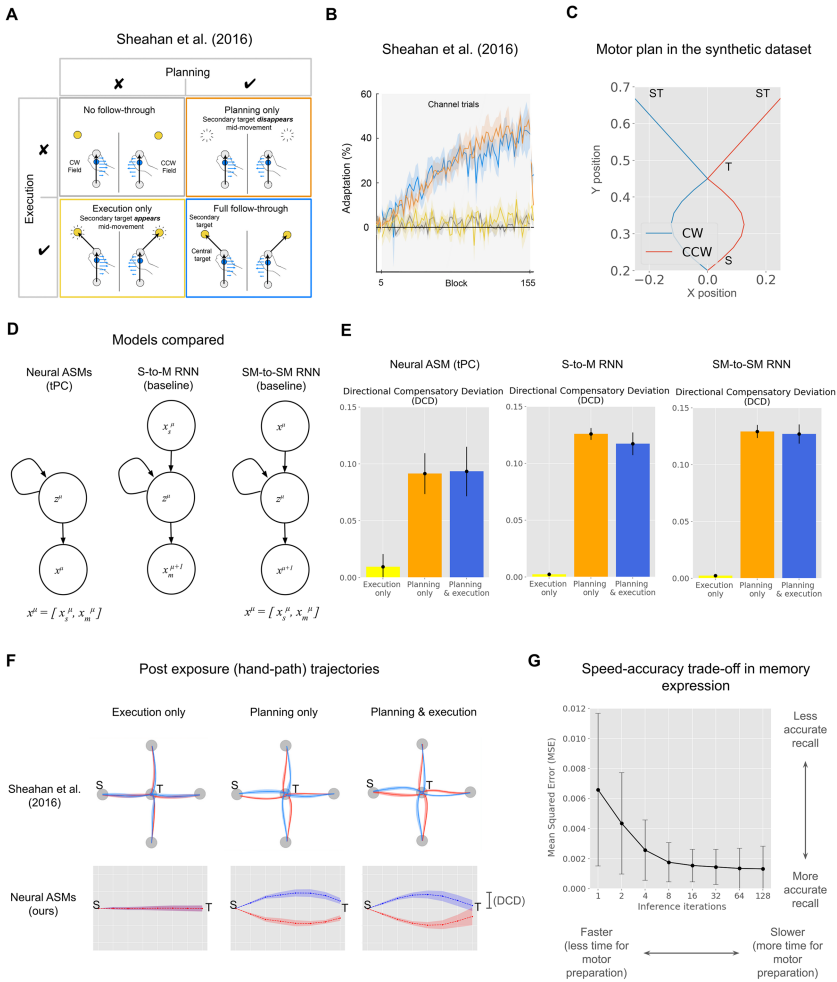 A
Sheahan et al. (2016)
Planning
✘ ✔
Execution
✘
✔
No follow-through
CW
Field
CCW
Field
Planning only
Secondary target disappears
mid-movement
Execution only
Secondary target appears
mid-movement
Full follow-through
Secondary
target
Central
target
B
Sheahan et al. (2016)
Channel trials
Adaptation (%)
60
40
20
0
5 Block 155
C
Motor plan in the synthetic dataset
Y position
0.7
0.6
0.5
0.4
0.3
0.2
ST ST
T
S
CW
CCW
−0.2 0.0 0.2
X position
D
Models compared
Neural ASMs
(tPC)
S-to-M RNN
(baseline)
SM-to-SM RNN
(baseline)
x_s^μ x^μ
z^μ z^μ z^μ
x^μ x_m^{μ+1} x^{μ+1}
x^μ = [ x_s^μ, x_m^μ ] x^μ = [ x_s^μ, x_m^μ ]
E
Neural ASM (tPC)
Directional Compensatory Deviation
(DCD)
0.15
0.10
0.05
0.00
Execution
only
Planning
only
Planning
& execution
S-to-M RNN
Directional Compensatory Deviation
(DCD)
0.15
0.10
0.05
0.00
Execution
only
Planning
only
Planning
& execution
SM-to-SM RNN
Directional Compensatory Deviation
(DCD)
0.15
0.10
0.05
0.00
Execution
only
Planning
only
Planning
& execution
F
Post exposure (hand-path) trajectories
Execution only Planning only Planning & execution
Sheahan et al.
(2016)
S T S T S T
Neural ASMs
(ours)
S T S T S T
(DCD)
G
Speed-accuracy trade-off in memory
expression
Mean Squared Error (MSE)
0.012
0.010
0.008
0.006
0.004
0.002
0.000
1 2 4 8 16 32 64 128
Inference iterations
Less
accurate
recall
More
accurate
recall
Faster
(less time for
motor
preparation)
Slower
(more time for
motor
preparation)